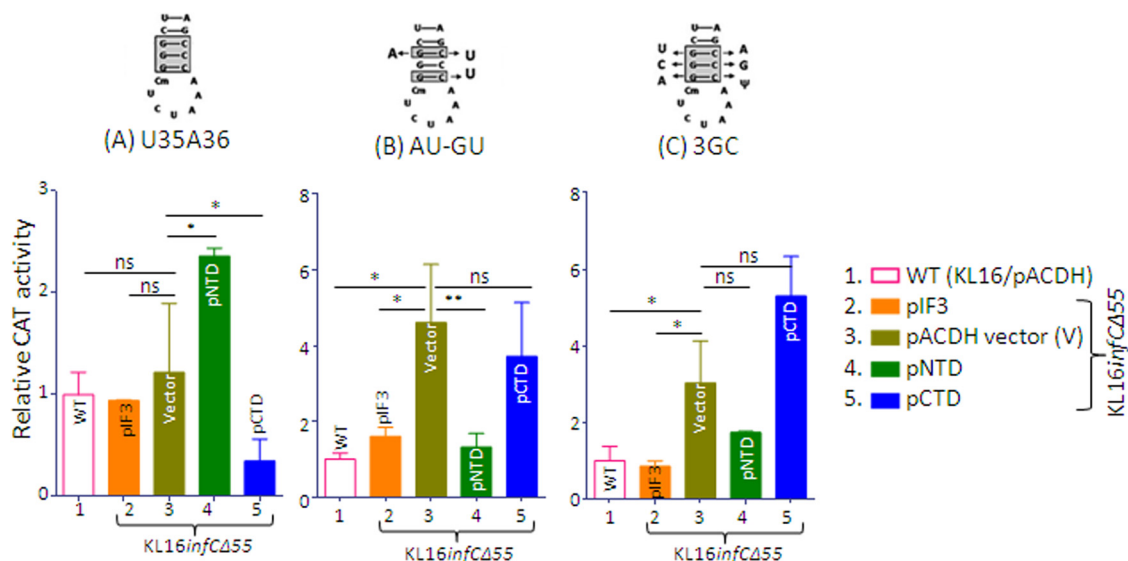 U A
C G
G C
G C
G C
Cm A
U A
C A
U A
(A) U35A36
U A
C G
A G C U
G C
G C U
Cm A
U A
C A
U A
(B) AU-GU
U A
C G
U G C A
C G C G
A G C Ψ
Cm A
U A
C A
U A
(C) 3GC
Relative CAT activity
3
2
1
0
ns
ns
*
*
WT
pIF3
Vector
pNTD
pCTD
1 2 3 4 5
KL16infCΔ55
8
6
4
2
0
*
*
**
ns
WT
pIF3
Vector
pNTD
pCTD
1 2 3 4 5
KL16infCΔ55
8
6
4
2
0
*
*
ns
ns
WT
pIF3
Vector
pNTD
pCTD
1 2 3 4 5
KL16infCΔ55
1. WT (KL16/pACDH)
2. pIF3
3. pACDH vector (V)
4. pNTD
5. pCTD
KL16infCΔ55